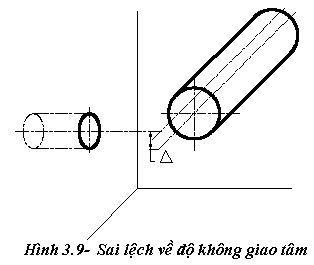 Δ
Hình 3.9- Sai lệch về độ không giao tâm